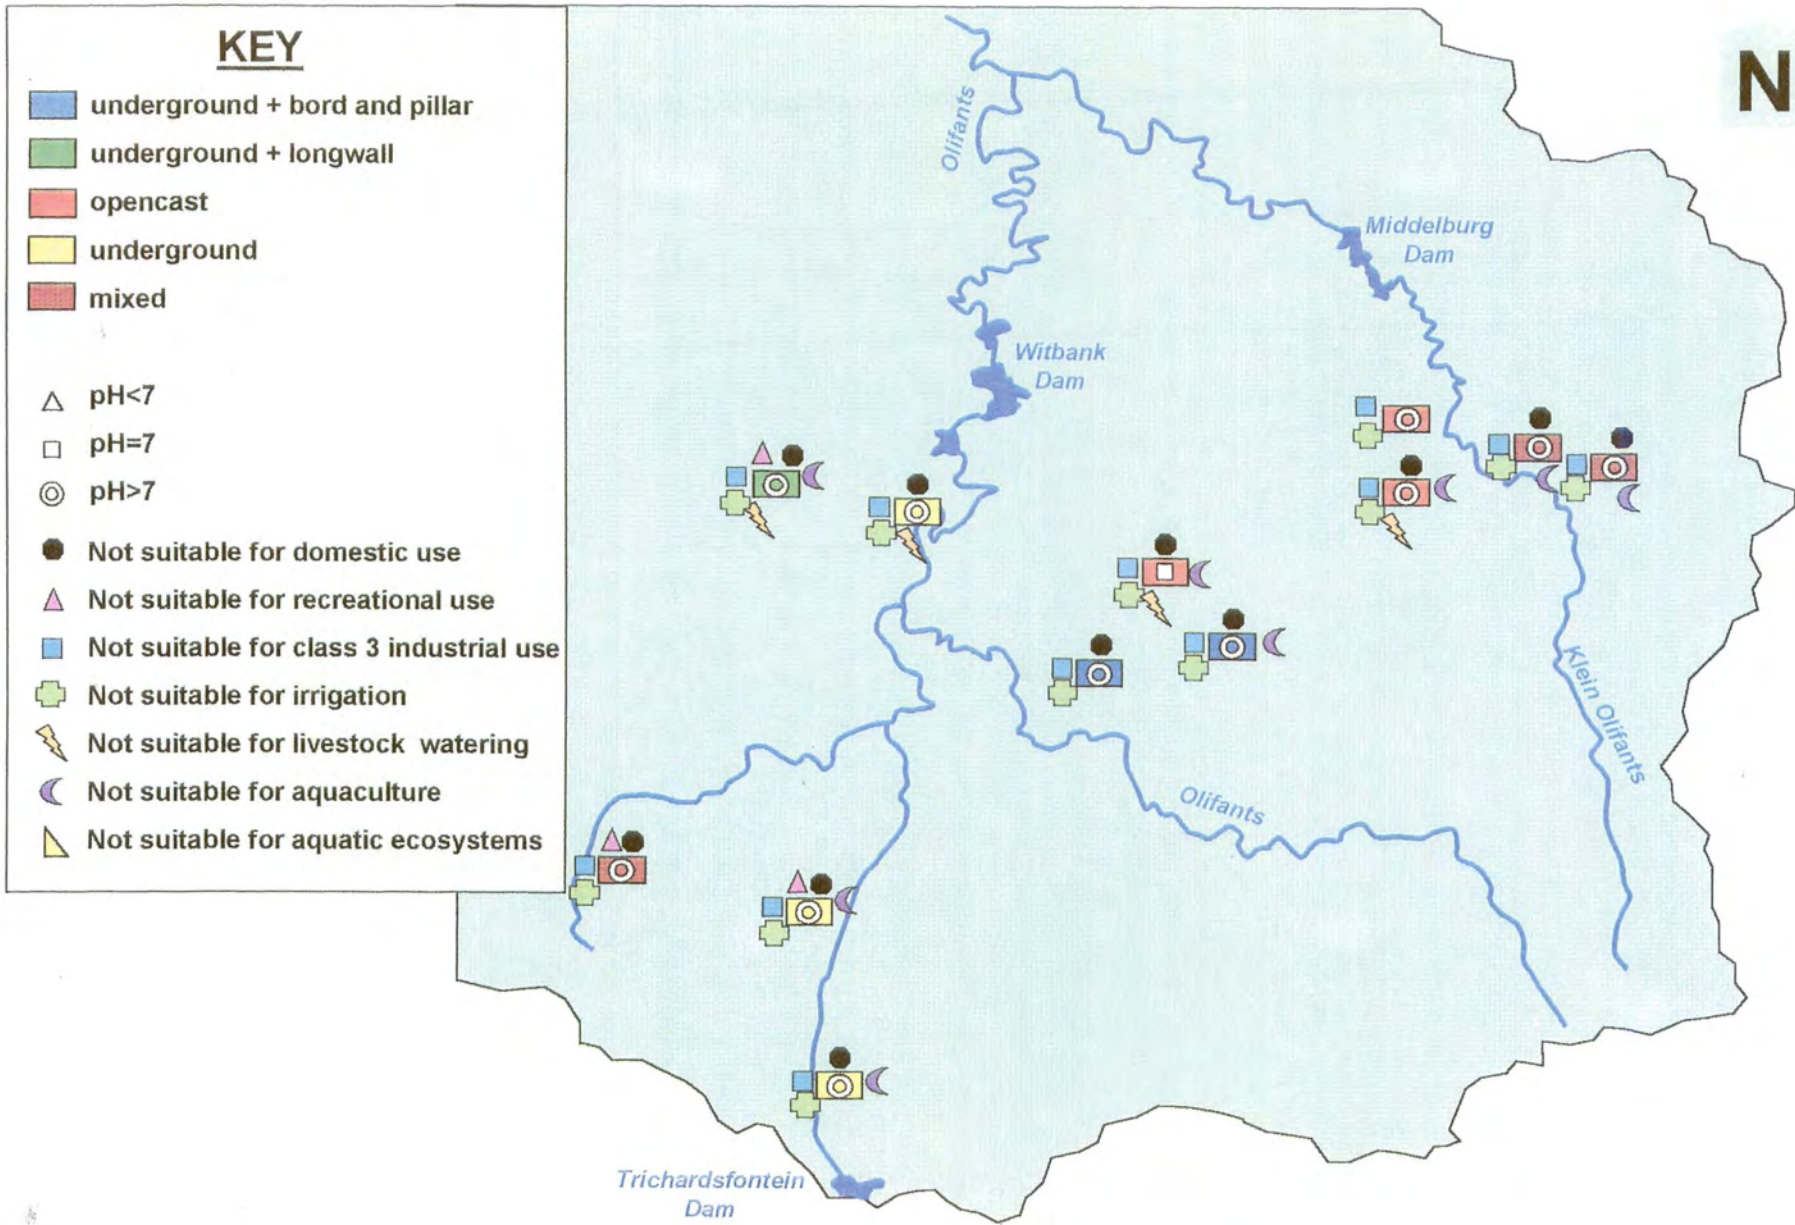 KEY
underground + bord and pillar
underground + longwall
opencast
underground
mixed
pH<7
pH=7
pH>7
Not suitable for domestic use
Not suitable for recreational use
Not suitable for class 3 industrial use
Not suitable for irrigation
Not suitable for livestock watering
Not suitable for aquaculture
Not suitable for aquatic ecosystems
N
Olifants
Middelburg
Dam
Witbank
Dam
Klein Olifants
Olifants
Trichardsfontein
Dam